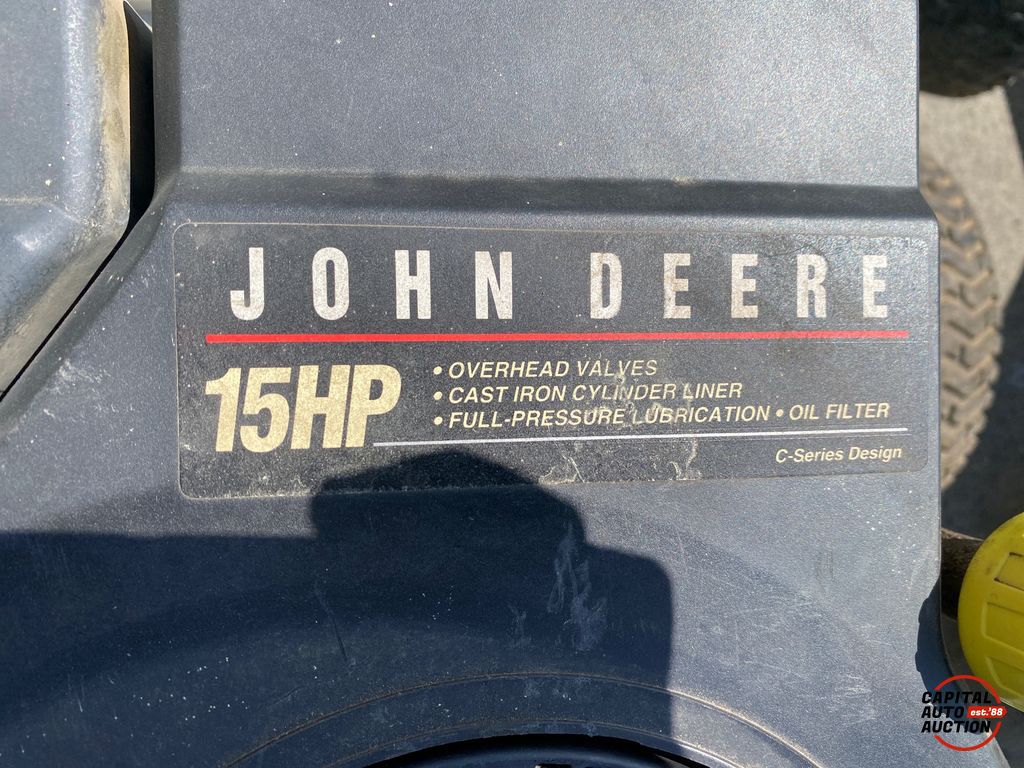 JOHN DEERE
15HP
• OVERHEAD VALVES
• CAST IRON CYLINDER LINER
• FULL-PRESSURE LUBRICATION • OIL FILTER
C-Series Design
CAPITAL
AUTO est.'88
AUCTION